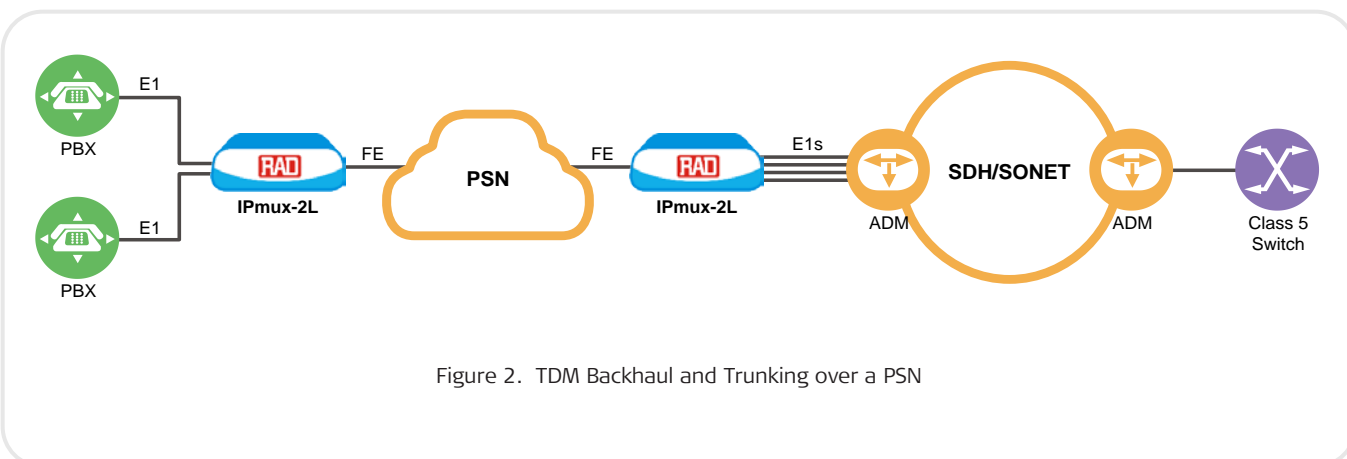 E1
PBX
E1
PBX
RAD
IPmux-2L
FE
PSN
FE
RAD
IPmux-2L
E1s
ADM
SDH/SONET
ADM
Class 5
Switch
Figure 2. TDM Backhaul and Trunking over a PSN